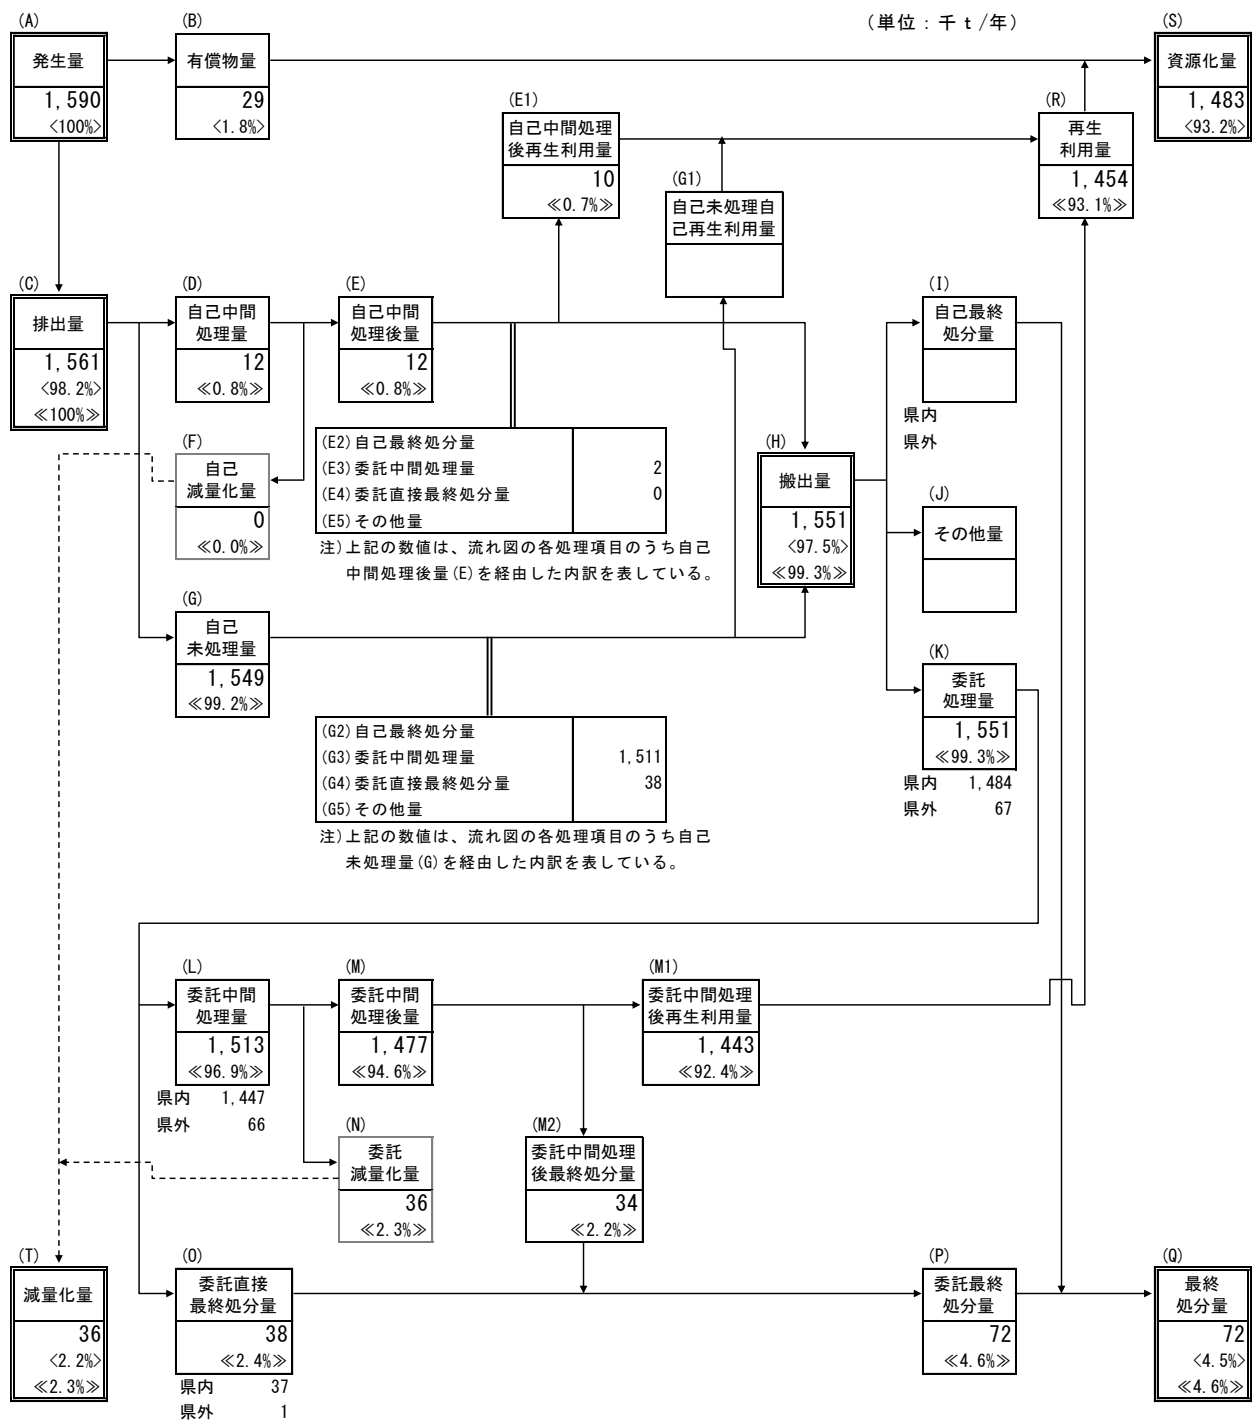 (単位：千ｔ/年)
(A)
発生量
1,590
<100%>
(B)
有償物量
29
<1.8%>
(S)
資源化量
1,483
<93.2%>
(E1)
自己中間処理
後再生利用量
10
≪0.7%≫
(G1)
自己未処理自
己再生利用量
(R)
再生
利用量
1,454
≪93.1%≫
(C)
排出量
1,561
<98.2%>
≪100%≫
(D)
自己中間
処理量
12
≪0.8%≫
(E)
自己中間
処理後量
12
≪0.8%≫
(I)
自己最終
処分量
県内
県外
(F)
自己
減量化量
0
≪0.0%≫
(E2)自己最終処分量
(E3)委託中間処理量 2
(E4)委託直接最終処分量 0
(E5)その他量
注)上記の数値は、流れ図の各処理項目のうち自己
中間処理後量(E)を経由した内訳を表している。
(H)
搬出量
1,551
<97.5%>
≪99.3%≫
(J)
その他量
(G)
自己
未処理量
1,549
≪99.2%≫
(G2)自己最終処分量
(G3)委託中間処理量 1,511
(G4)委託直接最終処分量 38
(G5)その他量
注)上記の数値は、流れ図の各処理項目のうち自己
未処理量(G)を経由した内訳を表している。
(K)
委託
処理量
1,551
≪99.3%≫
県内 1,484
県外 67
(L)
委託中間
処理量
1,513
≪96.9%≫
県内 1,447
県外 66
(M)
委託中間
処理後量
1,477
≪94.6%≫
(M1)
委託中間処理
後再生利用量
1,443
≪92.4%≫
(N)
委託
減量化量
36
≪2.3%≫
(M2)
委託中間処理
後最終処分量
34
≪2.2%≫
(T)
減量化量
36
<2.2%>
≪2.3%≫
(O)
委託直接
最終処分量
38
≪2.4%≫
県内 37
県外 1
(P)
委託最終
処分量
72
≪4.6%≫
(Q)
最終
処分量
72
<4.5%>
≪4.6%≫